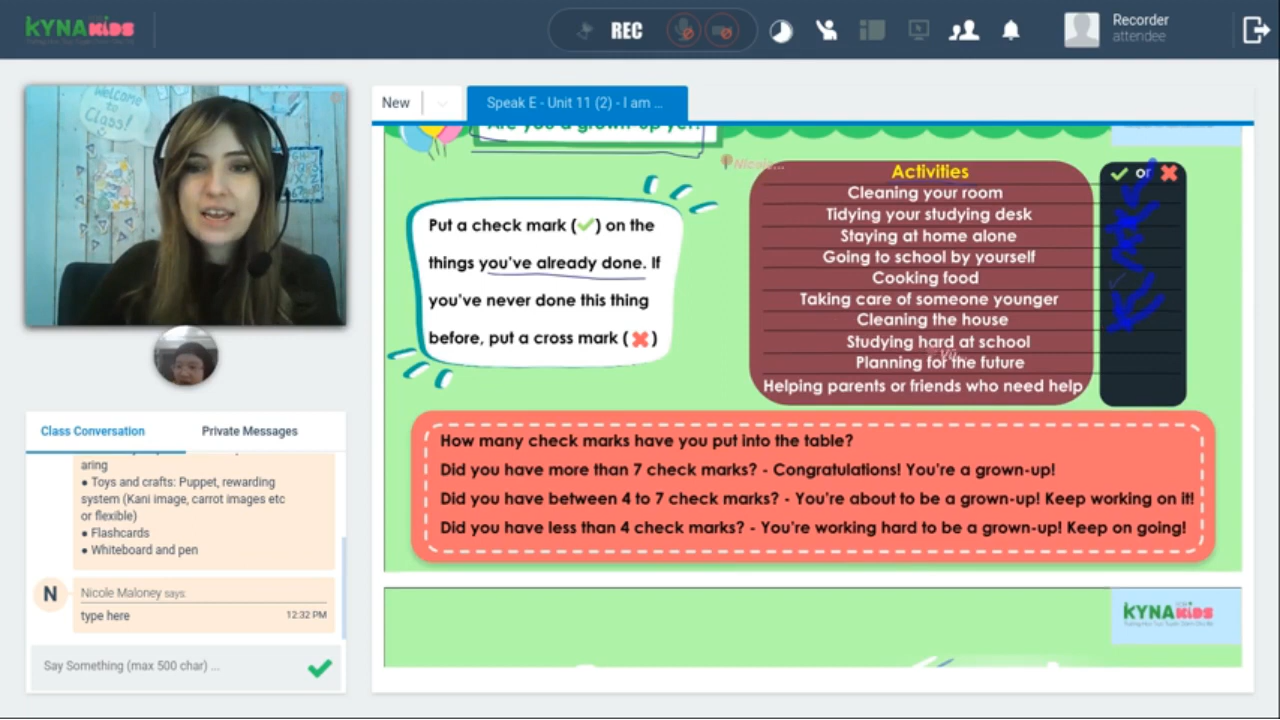 KYNA KIDS
REC
Recorder
attendee
Welcome
to
Class!
New
Speak E - Unit 11 (2) - I am ...
Are you a grown-up yet?
Nicole...
Put a check mark (✓) on the
things you've already done. If
you've never done this thing
before, put a cross mark (✖)
Activities
✓ or ✖
Cleaning your room
Tidying your studying desk
Staying at home alone
Going to school by yourself
Cooking food
Taking care of someone younger
Cleaning the house
Studying hard at school
Planning for the future
Helping parents or friends who need help
How many check marks have you put into the table?
Did you have more than 7 check marks? - Congratulations! You're a grown-up!
Did you have between 4 to 7 check marks? - You're about to be a grown-up! Keep working on it!
Did you have less than 4 check marks? - You're working hard to be a grown-up! Keep on going!
KYNA KIDS
Class Conversation
Private Messages
aring
● Toys and crafts: Puppet, rewarding
system (Kani image, carrot images etc
or flexible)
● Flashcards
● Whiteboard and pen
N
Nicole Maloney says:
type here
12:32 PM
Say Something (max 500 char) ...